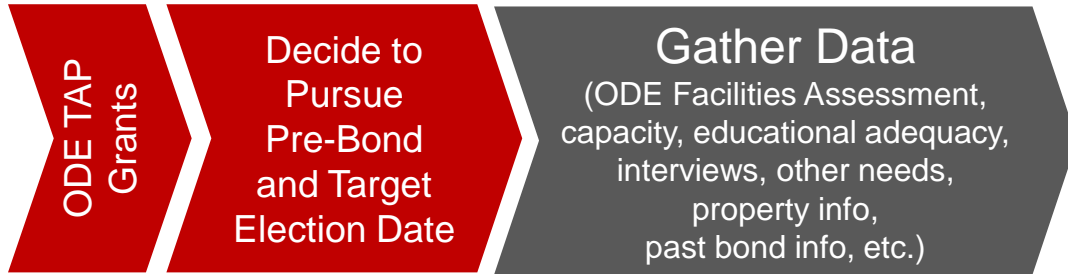 ODE TAP
Grants
Decide to
Pursue
Pre-Bond
and Target
Election Date
Gather Data
(ODE Facilities Assessment,
capacity, educational adequacy,
interviews, other needs,
property info,
past bond info, etc.)